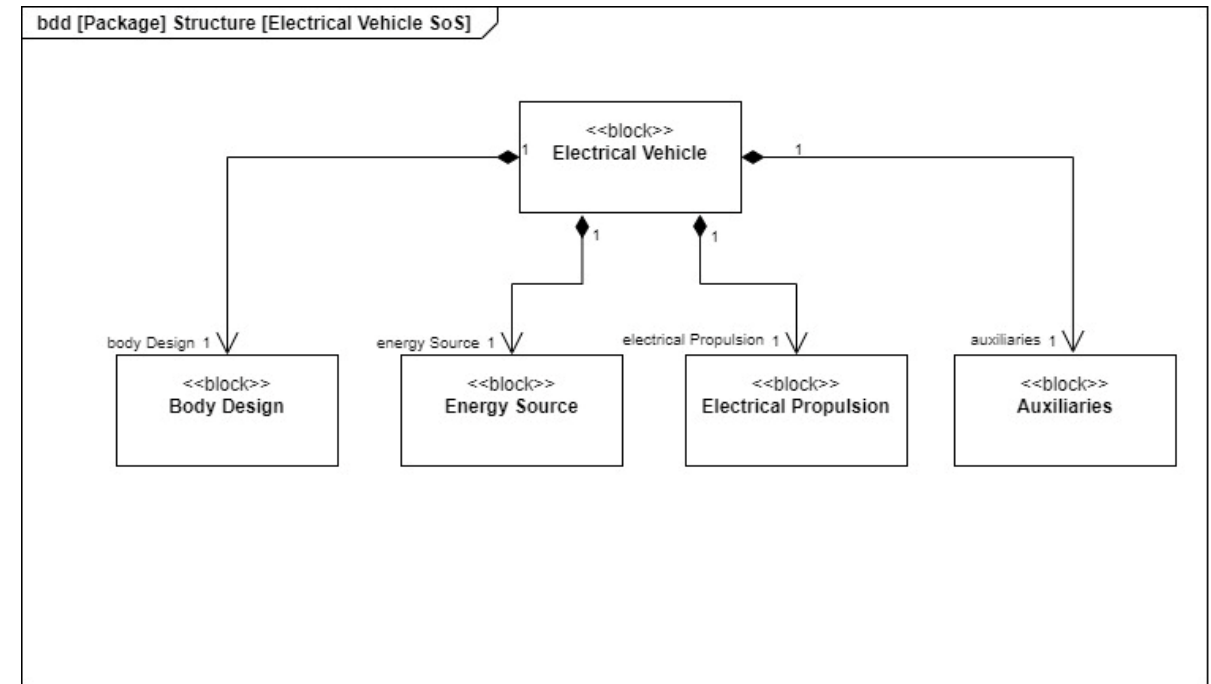 bdd [Package] Structure [Electrical Vehicle SoS]
<<block>>
Electrical Vehicle
1
1
1
1
body Design 1
energy Source 1
electrical Propulsion 1
auxiliaries 1
<<block>>
Body Design
<<block>>
Energy Source
<<block>>
Electrical Propulsion
<<block>>
Auxiliaries